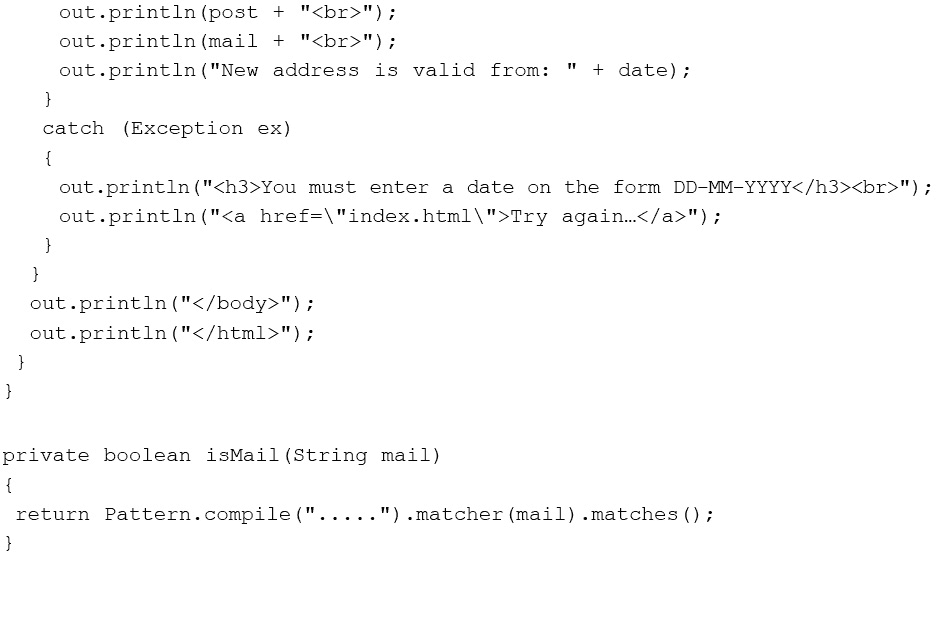 out.println(post + "<br>");
out.println(mail + "<br>");
out.println("New address is valid from: " + date);
}
catch (Exception ex)
{
out.println("<h3>You must enter a date on the form DD-MM-YYYY</h3><br>");
out.println("<a href=\"index.html\">Try again…</a>");
}
}
out.println("</body>");
out.println("</html>");
}
}
private boolean isMail(String mail)
{
return Pattern.compile(".....").matcher(mail).matches();
}